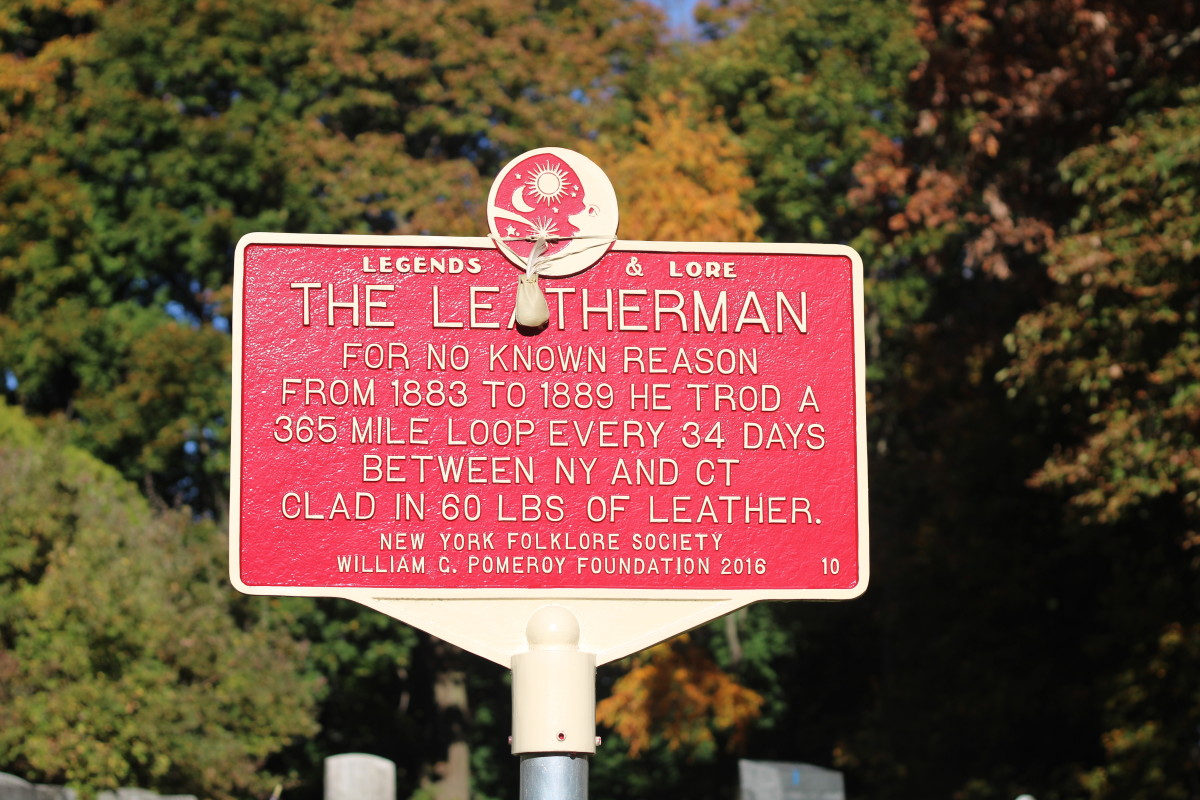 LEGENDS & LORE
THE LEATHERMAN
FOR NO KNOWN REASON
FROM 1883 TO 1889 HE TROD A
365 MILE LOOP EVERY 34 DAYS
BETWEEN NY AND CT
CLAD IN 60 LBS OF LEATHER.
NEW YORK FOLKLORE SOCIETY
WILLIAM G. POMEROY FOUNDATION 2016 10